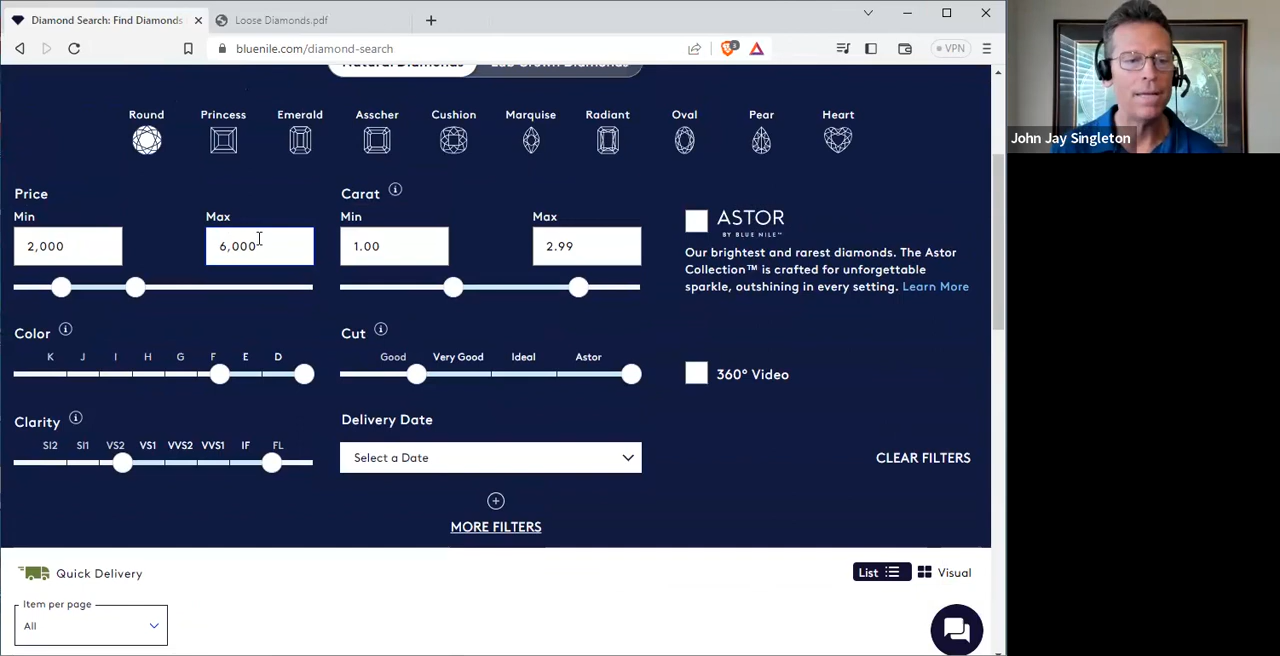 Diamond Search: Find Diamonds
Loose Diamonds.pdf
bluenile.com/diamond-search
3
VPN
Natural Diamonds
Lab Grown Diamonds
Round
Princess
Emerald
Asscher
Cushion
Marquise
Radiant
Oval
Pear
Heart
Price
Min
Max
2,000
6,000
Carat
Min
Max
1.00
2.99
ASTOR
BY BLUE NILE™
Our brightest and rarest diamonds. The Astor
Collection™ is crafted for unforgettable
sparkle, outshining in every setting. Learn More
Color
K J I H G F E D
Cut
Good Very Good Ideal Astor
360° Video
Clarity
SI2 SI1 VS2 VS1 VVS2 VVS1 IF FL
Delivery Date
Select a Date
CLEAR FILTERS
MORE FILTERS
Quick Delivery
List
Visual
Item per page
All
John Jay Singleton